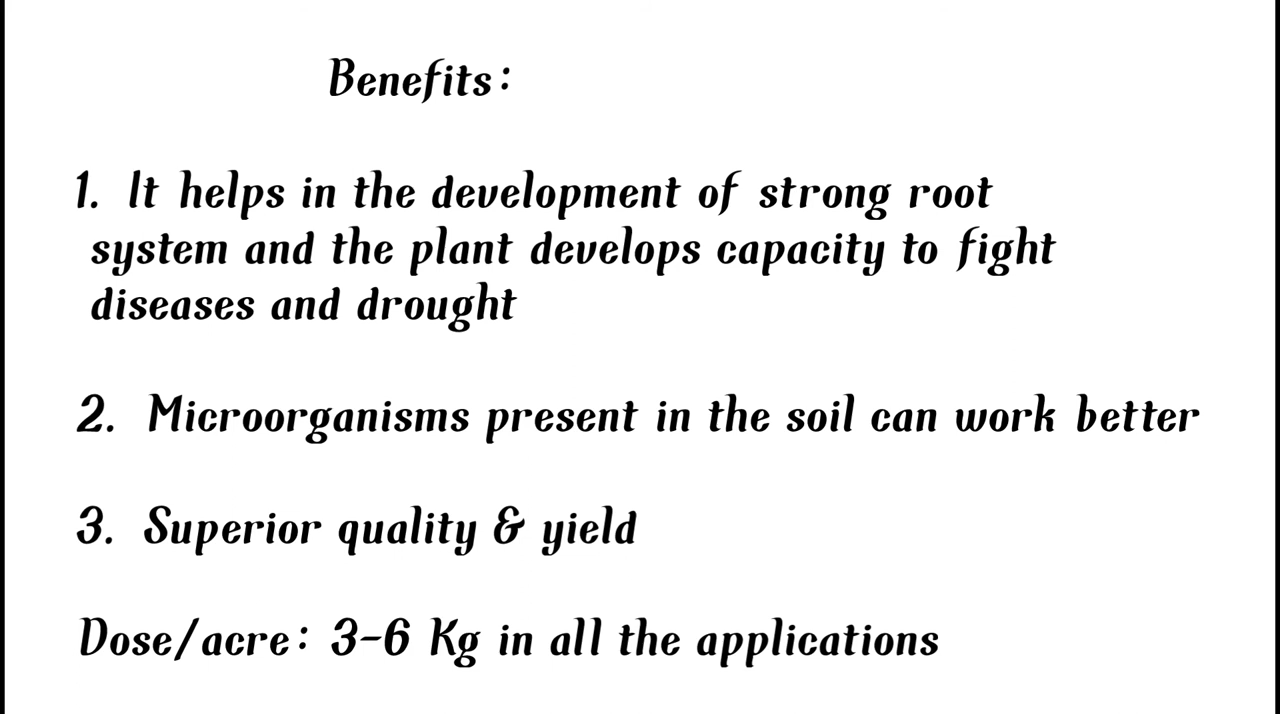 Benefits:
1. It helps in the development of strong root
system and the plant develops capacity to fight
diseases and drought
2. Microorganisms present in the soil can work better
3. Superior quality & yield
Dose/acre: 3-6 Kg in all the applications